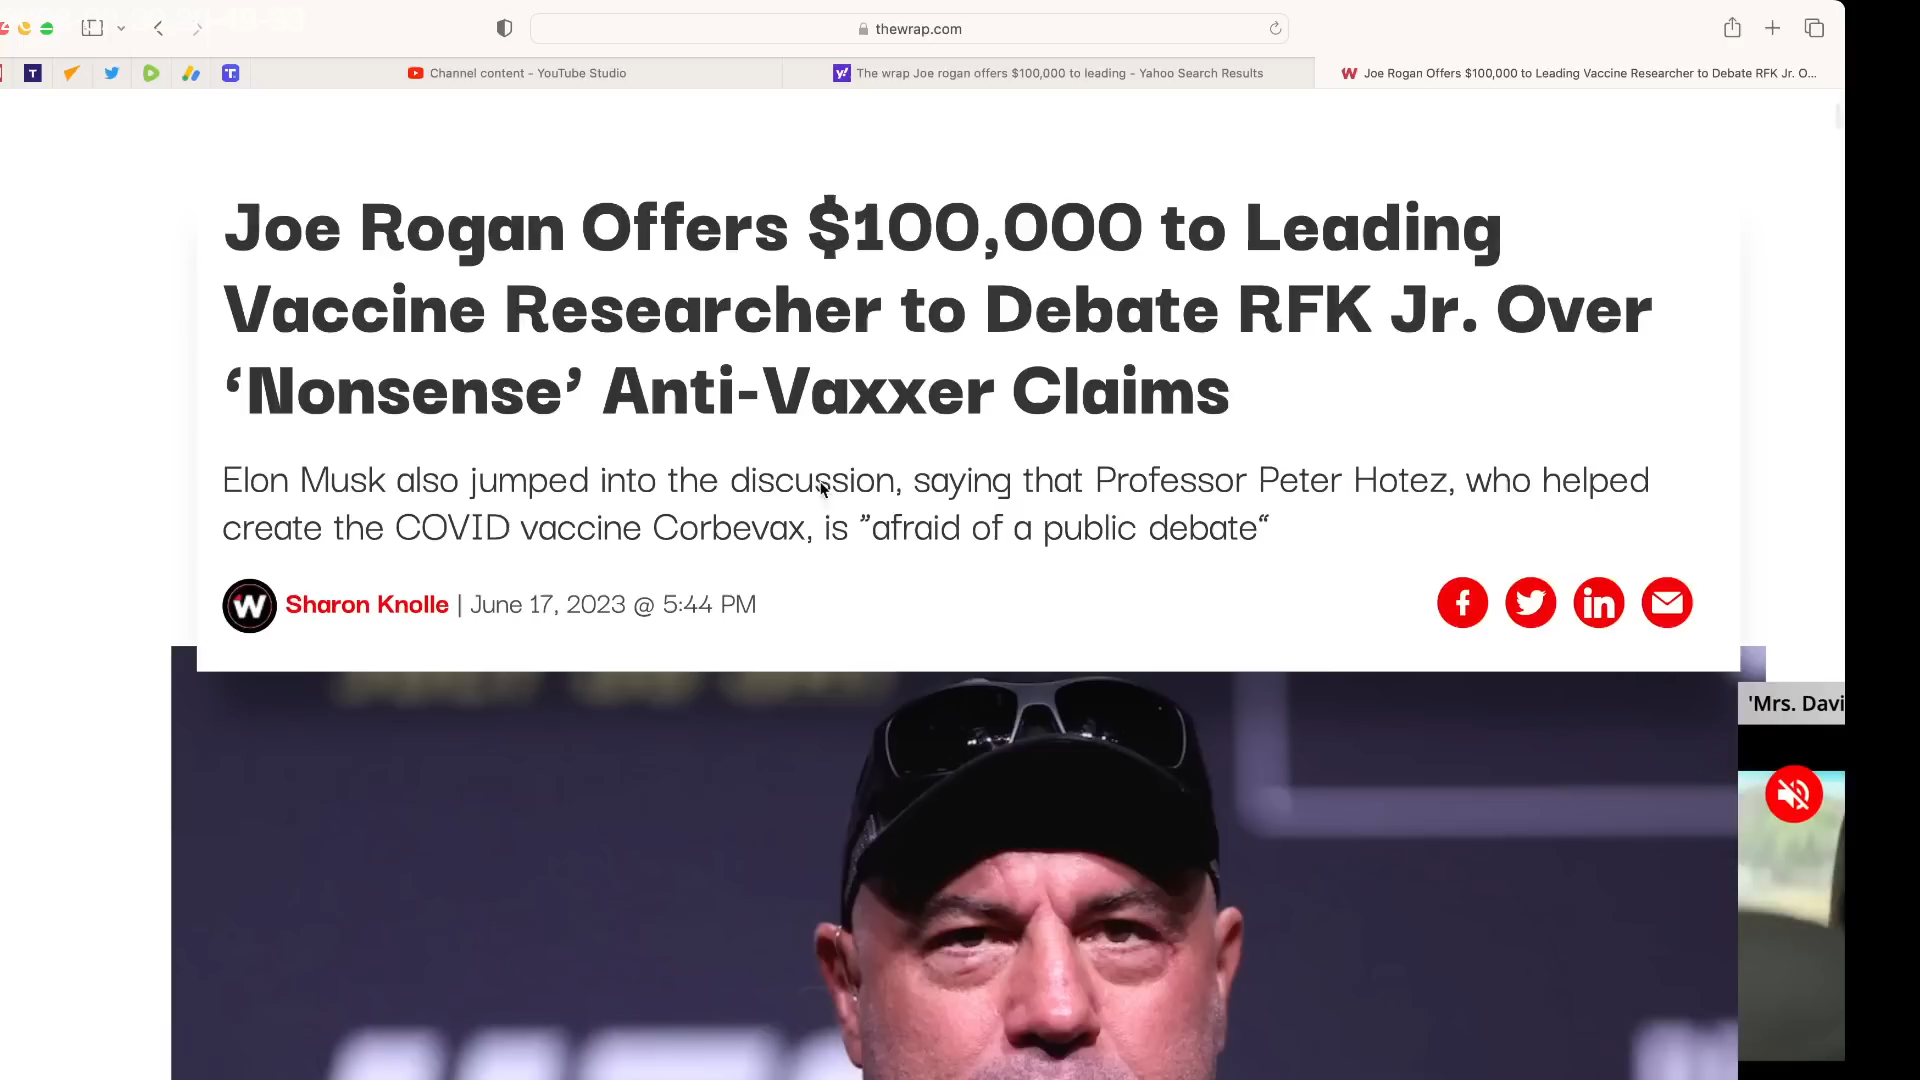 thewrap.com
Channel content - YouTube Studio
The wrap Joe rogan offers $100,000 to leading - Yahoo Search Results
Joe Rogan Offers $100,000 to Leading Vaccine Researcher to Debate RFK Jr. O...
Joe Rogan Offers $100,000 to Leading
Vaccine Researcher to Debate RFK Jr. Over
‘Nonsense’ Anti-Vaxxer Claims
Elon Musk also jumped into the discussion, saying that Professor Peter Hotez, who helped
create the COVID vaccine Corbevax, is ”afraid of a public debate“
W Sharon Knolle | June 17, 2023 @ 5:44 PM
'Mrs. Davi